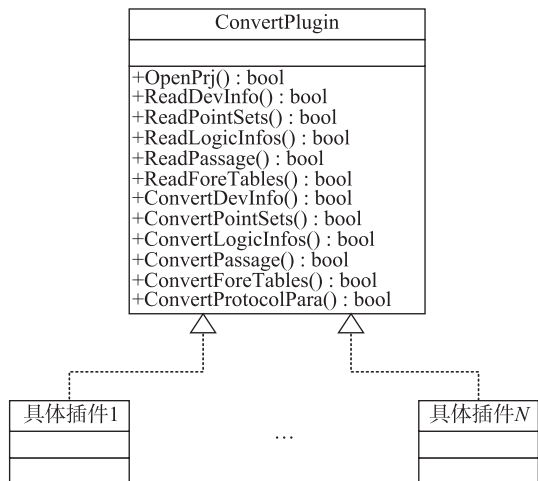 ConvertPlugin
+OpenPrj() : bool
+ReadDevInfo() : bool
+ReadPointSets() : bool
+ReadLogicInfos() : bool
+ReadPassage() : bool
+ReadForeTables() : bool
+ConvertDevInfo() : bool
+ConvertPointSets() : bool
+ConvertLogicInfos() : bool
+ConvertPassage() : bool
+ConvertForeTables() : bool
+ConvertProtocolPara() : bool
具体插件1
…
具体插件N